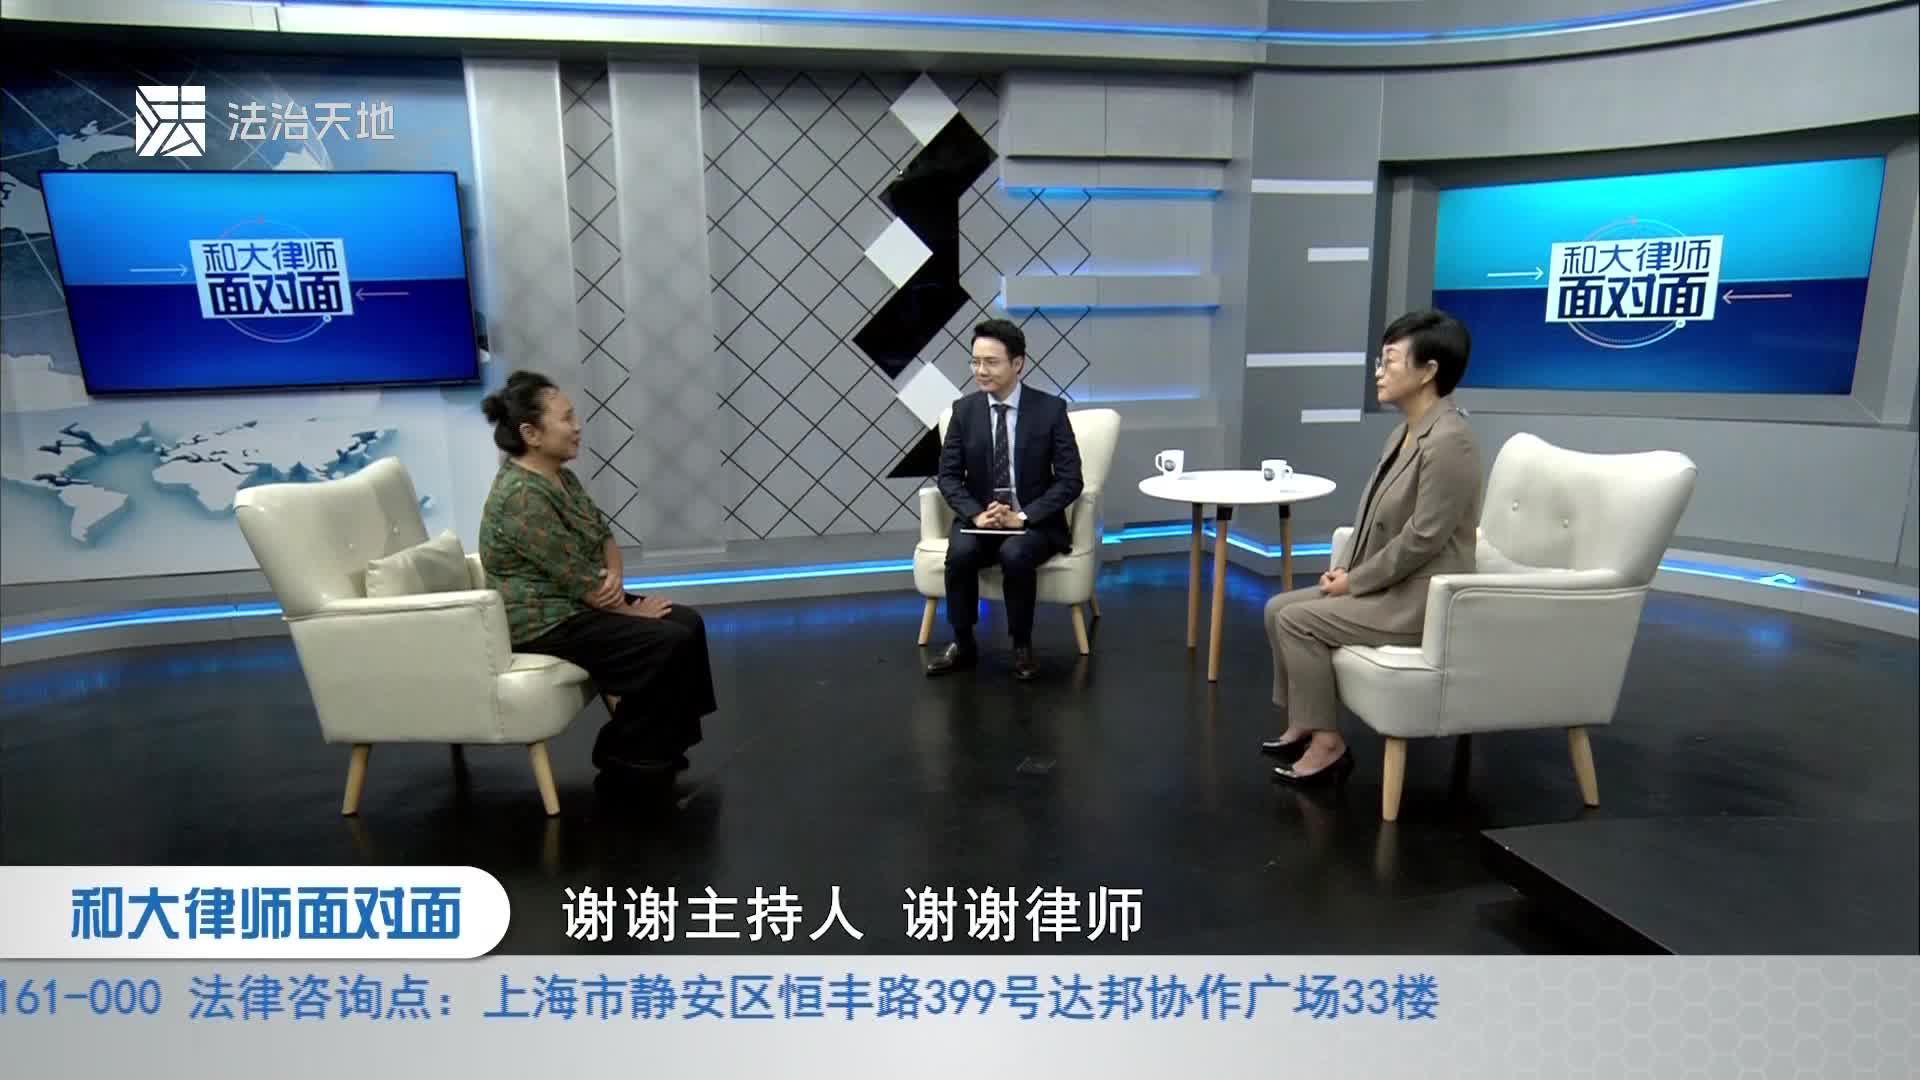 法治天地
和大律师
面对面
和大律师
面对面
和大律师面对面
谢谢主持人 谢谢律师
161-000 法律咨询点：上海市静安区恒丰路399号达邦协作广场33楼